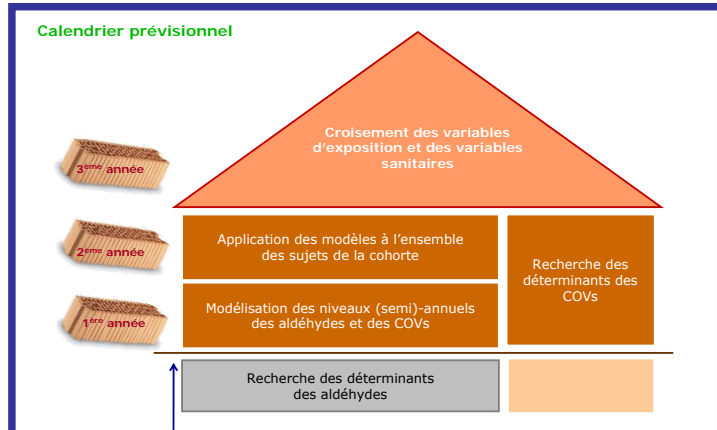 Calendrier prévisionnel
Croisement des variables
d'exposition et des variables
sanitaires
3ème année
2ème année
Application des modèles à l'ensemble
des sujets de la cohorte
Recherche des
déterminants des
COVs
1ère année
Modélisation des niveaux (semi)-annuels
des aldéhydes et des COVs
Recherche des déterminants
des aldéhydes